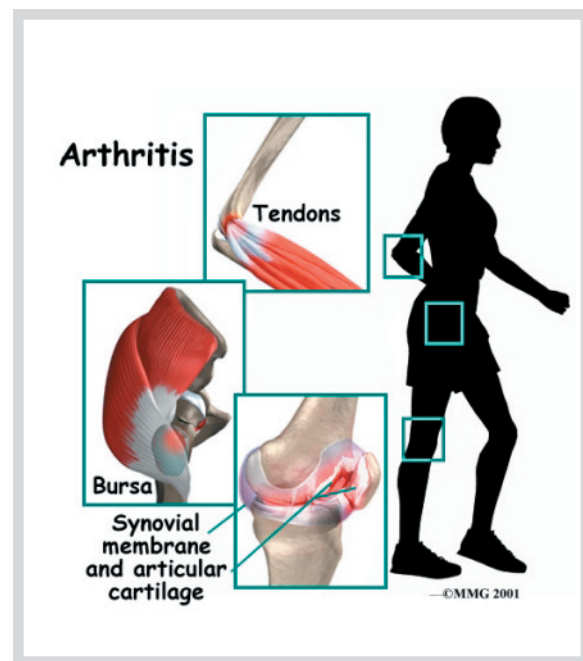 Arthritis
Tendons
Bursa
Synovial
membrane
and articular
cartilage
©MMG 2001